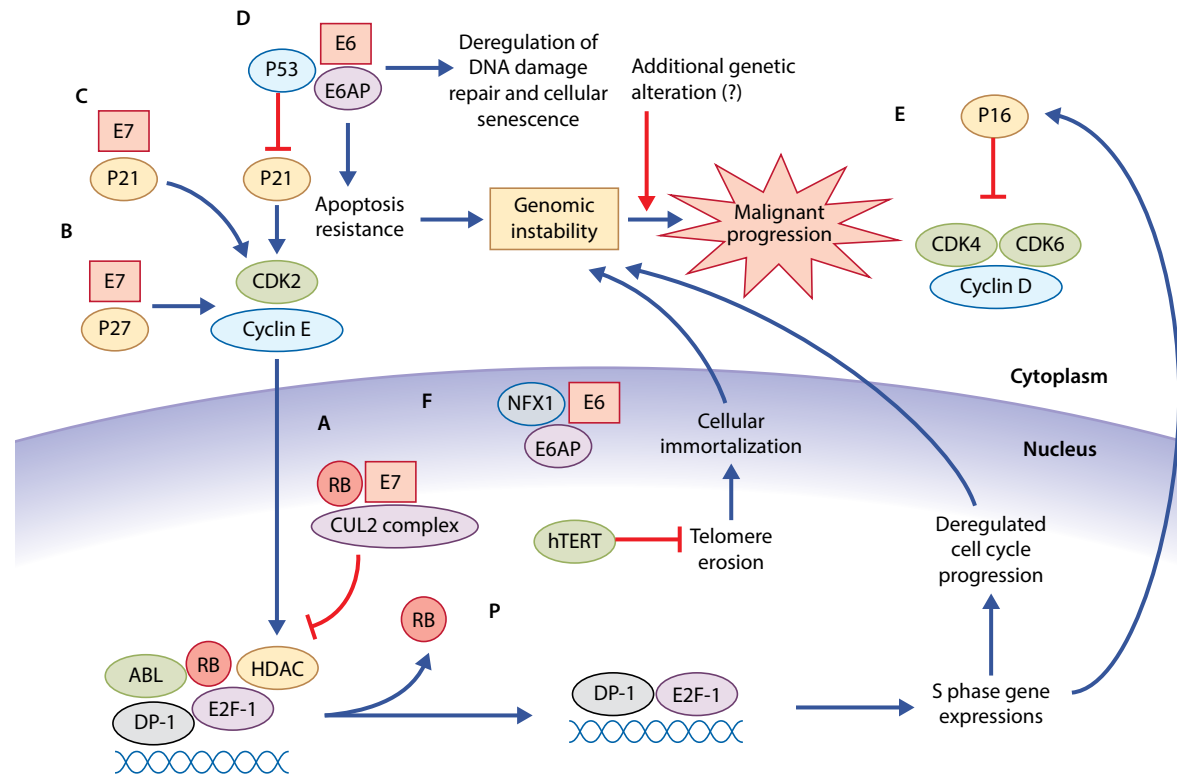 D
E6
P53
E6AP
Deregulation of
DNA damage
repair and cellular
senescence
Additional genetic
alteration (?)
C
E7
P21
P21
Apoptosis
resistance
Genomic
instability
Malignant
progression
E
P16
CDK4
CDK6
Cyclin D
B
E7
P27
CDK2
Cyclin E
Cytoplasm
Nucleus
F
NFX1
E6
E6AP
Cellular
immortalization
A
RB
E7
CUL2 complex
hTERT
Telomere
erosion
Deregulated
cell cycle
progression
RB
P
ABL
RB
HDAC
DP-1
E2F-1
DP-1
E2F-1
S phase gene
expressions